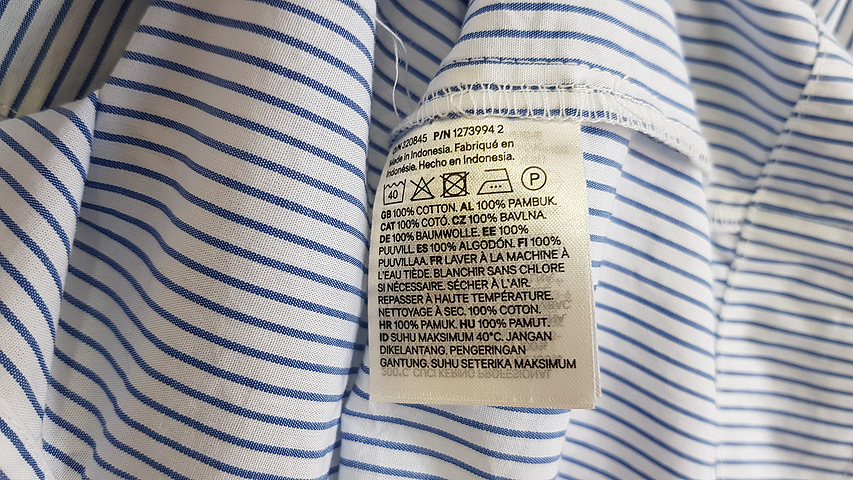 O/N 320845 P/N 1273994 2
Made in Indonesia. Fabriqué en
Indonésie. Hecho en Indonesia.
40 P
GB 100% COTTON. AL 100% PAMBUK.
CAT 100% COTÓ. CZ 100% BAVLNA.
DE 100% BAUMWOLLE. EE 100%
PUUVILL. ES 100% ALGODÓN. FI 100%
PUUVILLAA. FR LAVER À LA MACHINE À
L'EAU TIÈDE. BLANCHIR SANS CHLORE
SI NÉCESSAIRE. SÉCHER À L'AIR.
REPASSER À HAUTE TEMPÉRATURE.
NETTOYAGE À SEC. 100% COTON.
HR 100% PAMUK. HU 100% PAMUT.
ID SUHU MAKSIMUM 40°C. JANGAN
DIKELANTANG. PENGERINGAN
GANTUNG. SUHU SETERIKA MAKSIMUM